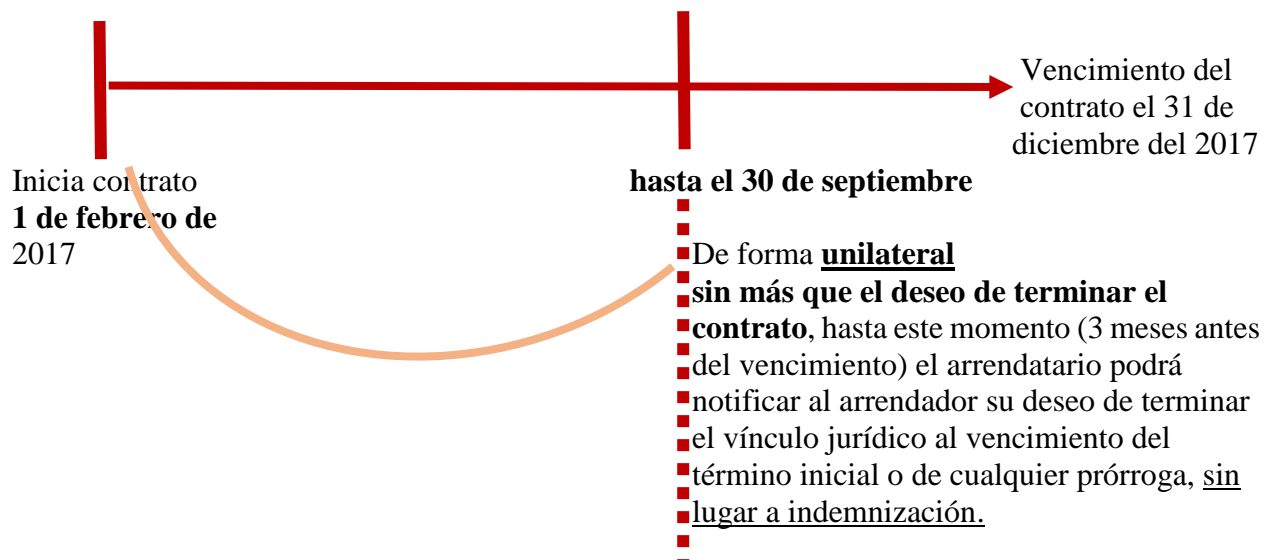 Vencimiento del
contrato el 31 de
diciembre del 2017
Inicia contrato
1 de febrero de
2017
hasta el 30 de septiembre
De forma unilateral
sin más que el deseo de terminar el
contrato, hasta este momento (3 meses antes
del vencimiento) el arrendatario podrá
notificar al arrendador su deseo de terminar
el vínculo jurídico al vencimiento del
término inicial o de cualquier prórroga, sin
lugar a indemnización.